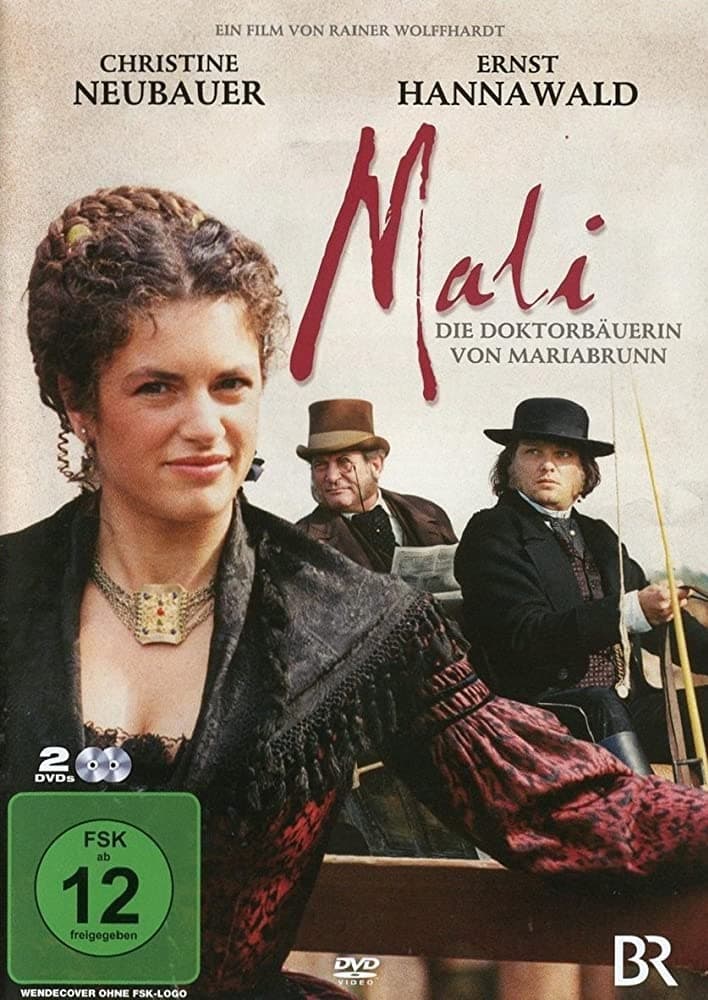 EIN FILM VON RAINER WOLFFHARDT
CHRISTINE
NEUBAUER
ERNST
HANNAWALD
Mali
DIE DOKTORBÄUERIN
VON MARIABRUNN
2
DVDs
FSK
ab
12
freigegeben
WENDECOVER OHNE FSK-LOGO
DVD
VIDEO
BR